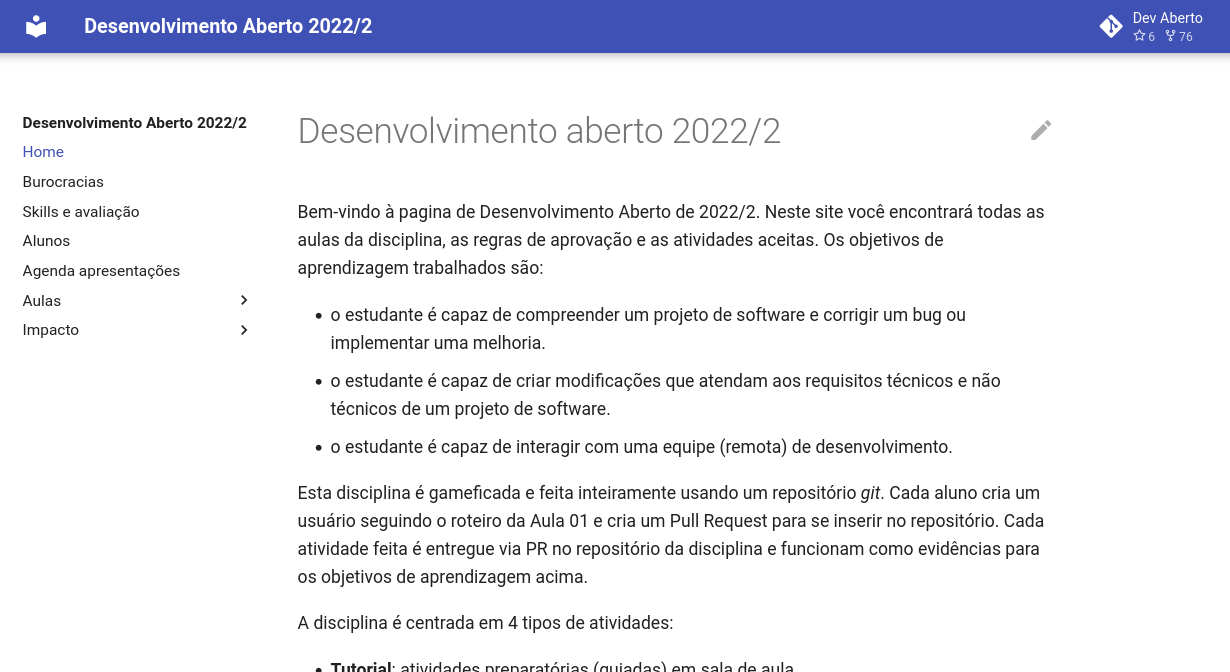 Desenvolvimento Aberto 2022/2
Dev Aberto
6 76
Desenvolvimento Aberto 2022/2
Home
Burocracias
Skills e avaliação
Alunos
Agenda apresentações
Aulas
Impacto
Desenvolvimento aberto 2022/2
Bem-vindo à pagina de Desenvolvimento Aberto de 2022/2. Neste site você encontrará todas as
aulas da disciplina, as regras de aprovação e as atividades aceitas. Os objetivos de
aprendizagem trabalhados são:
• o estudante é capaz de compreender um projeto de software e corrigir um bug ou
implementar uma melhoria.
• o estudante é capaz de criar modificações que atendam aos requisitos técnicos e não
técnicos de um projeto de software.
• o estudante é capaz de interagir com uma equipe (remota) de desenvolvimento.
Esta disciplina é gameficada e feita inteiramente usando um repositório git. Cada aluno cria um
usuário seguindo o roteiro da Aula 01 e cria um Pull Request para se inserir no repositório. Cada
atividade feita é entregue via PR no repositório da disciplina e funcionam como evidências para
os objetivos de aprendizagem acima.
A disciplina é centrada em 4 tipos de atividades:
• Tutorial: atividades preparatórias (guiadas) em sala de aula